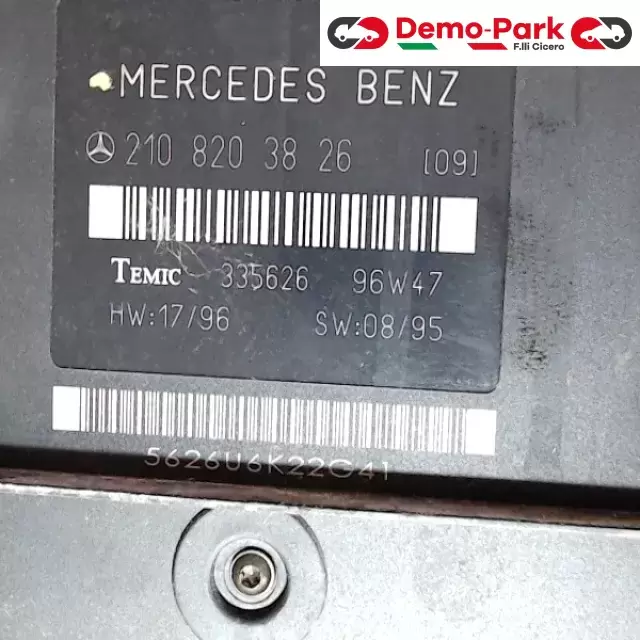 Demo-Park
F.lli Cicero
MERCEDES BENZ
210 820 38 26 [09]
TEMIC 335626 96W47
HW:17/96 SW:08/95
5626U6K22G41